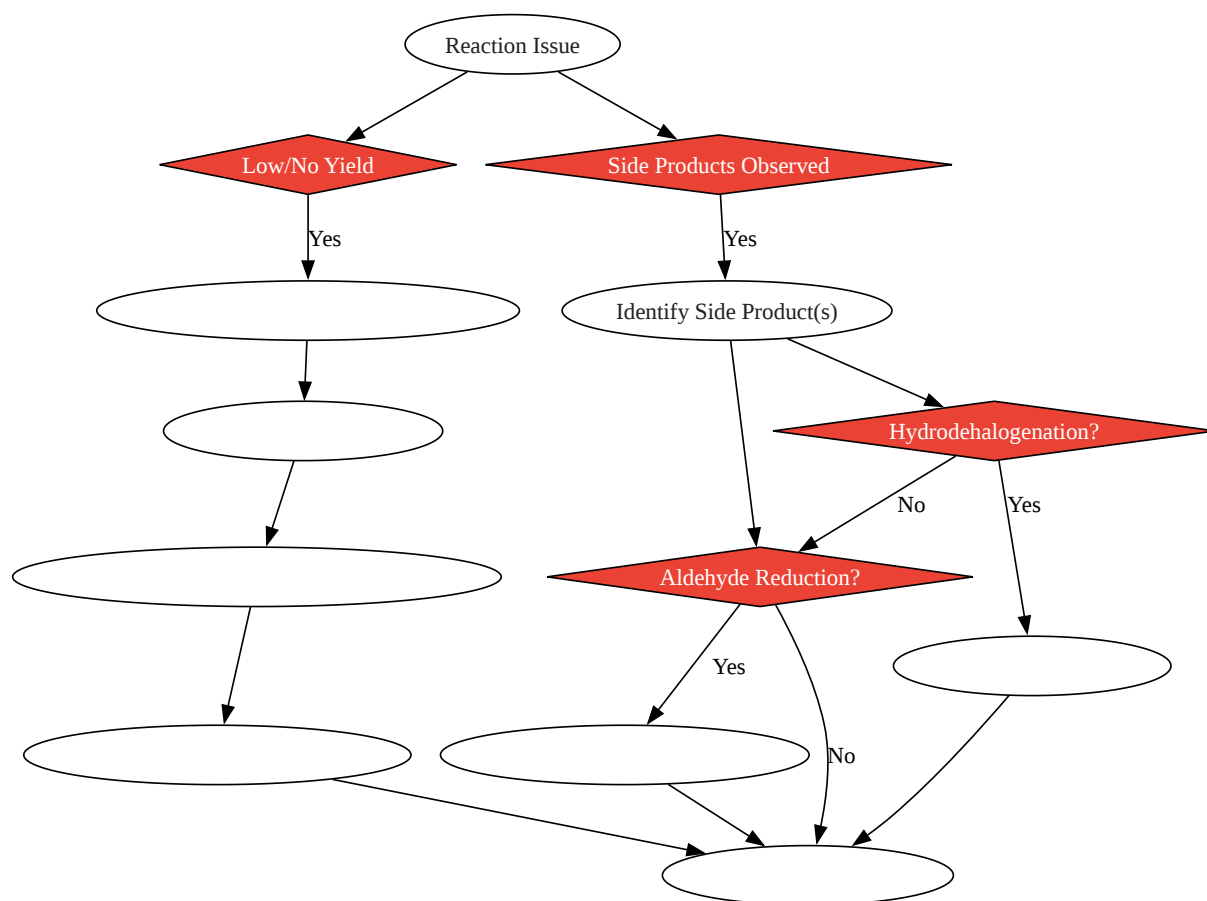 Reaction Issue
Low/No Yield
Side Products Observed
Yes
Yes
Identify Side Product(s)
Hydrodehalogenation?
No
Yes
Aldehyde Reduction?
Yes
No